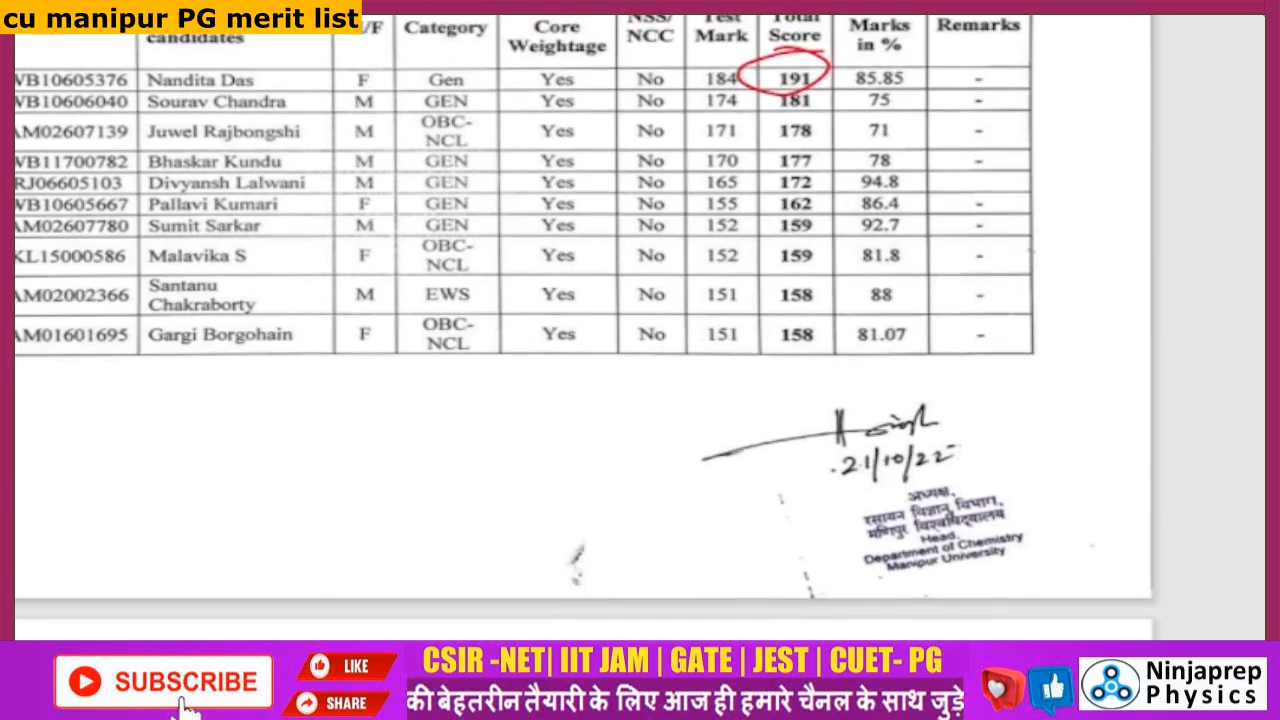 cu manipur PG merit list
candidates /F Category Core Weightage NSS/ NCC Test Mark Total Score Marks in % Remarks
WB10605376 Nandita Das F Gen Yes No 184 191 85.85 -
WB10606040 Sourav Chandra M GEN Yes No 174 181 75 -
AM02607139 Juwel Rajbongshi M OBC-NCL Yes No 171 178 71 -
WB11700782 Bhaskar Kundu M GEN Yes No 170 177 78 -
RJ06605103 Divyansh Lalwani M GEN Yes No 165 172 94.8 -
WB10605667 Pallavi Kumari F GEN Yes No 155 162 86.4 -
AM02607780 Sumit Sarkar M GEN Yes No 152 159 92.7 -
KL15000586 Malavika S F OBC-NCL Yes No 152 159 81.8 -
AM02002366 Santanu Chakraborty M EWS Yes No 151 158 88 -
AM01601695 Gargi Borgohain F OBC-NCL Yes No 151 158 81.07 -
21/10/22
अध्यक्ष,
रसायन विज्ञान विभाग,
मणिपुर विश्वविद्यालय
Head,
Department of Chemistry
Manipur University
SUBSCRIBE
LIKE
SHARE
CSIR -NET| IIT JAM | GATE | JEST | CUET- PG
की बेहतरीन तैयारी के लिए आज ही हमारे चैनल के साथ जुड़े
Ninjaprep
Physics